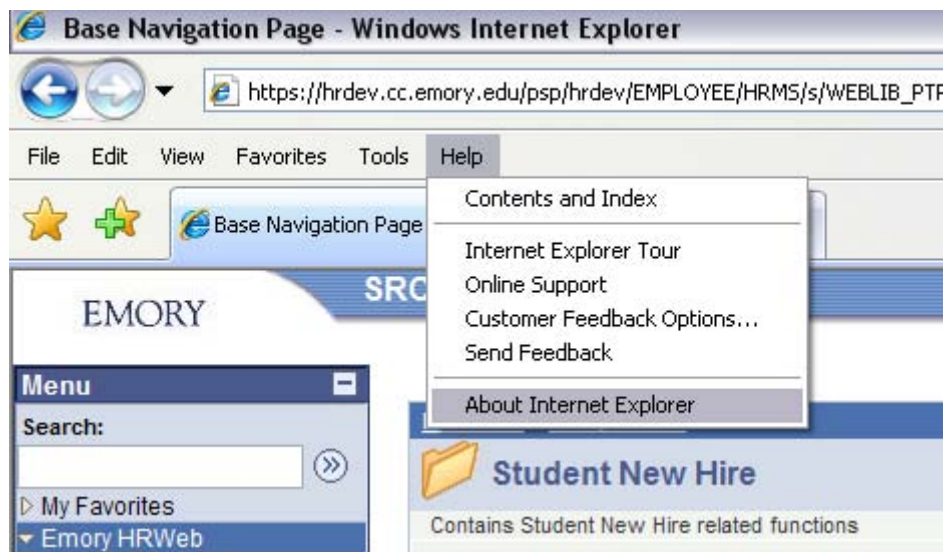 Base Navigation Page - Windows Internet Explorer
https://hrdev.cc.emory.edu/psp/hrdev/EMPLOYEE/HRMS/s/WEBLIB_PTP
File Edit View Favorites Tools Help
Contents and Index
Base Navigation Page
Internet Explorer Tour
Online Support
SRC
EMORY
Customer Feedback Options...
Send Feedback
Menu
About Internet Explorer
Search:
Student New Hire
My Favorites
Contains Student New Hire related functions
Emory HRWeb